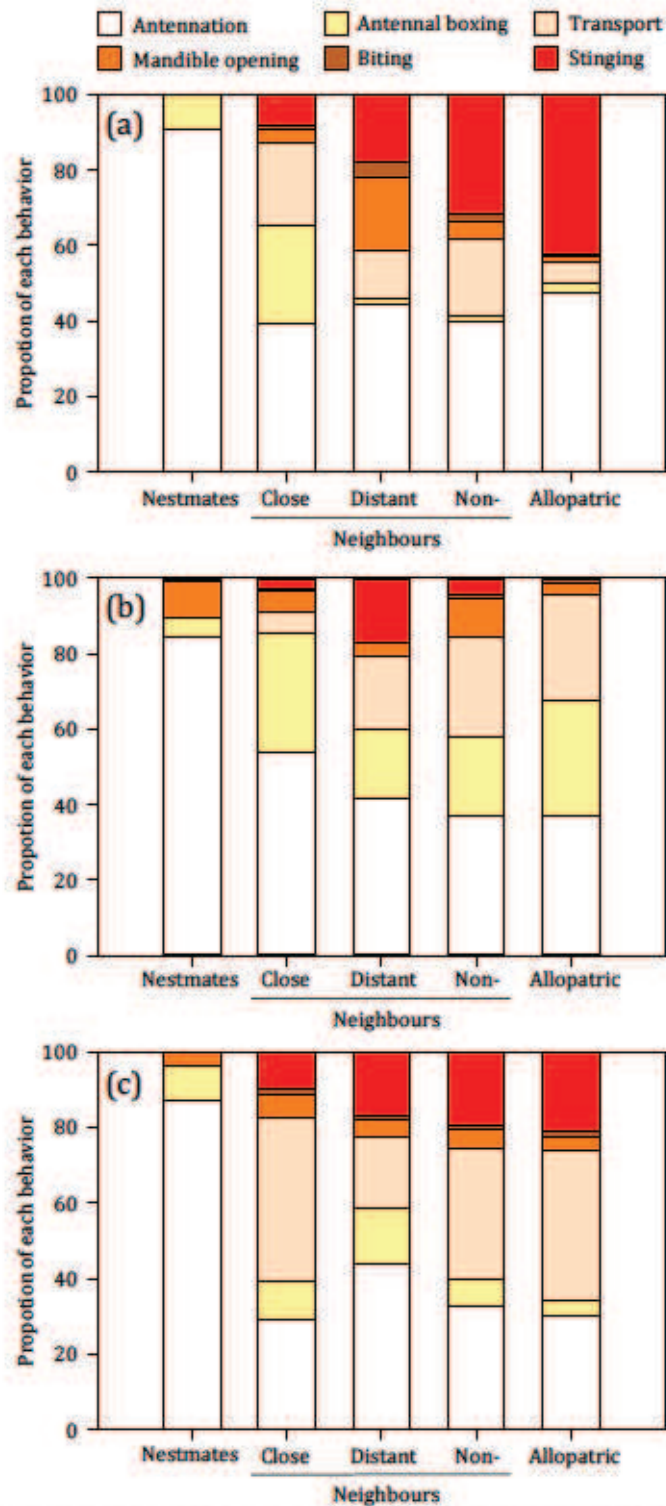 Antennation Antennal boxing Transport
Mandible opening Biting Stinging
(a)
Propotion of each behavior
100
80
60
40
20
0
Nestmates Close Distant Non- Allopatric
Neighbours
(b)
Propotion of each behavior
100
80
60
40
20
0
Nestmates Close Distant Non- Allopatric
Neighbours
(c)
Propotion of each behavior
100
80
60
40
20
0
Nestmates Close Distant Non- Allopatric
Neighbours